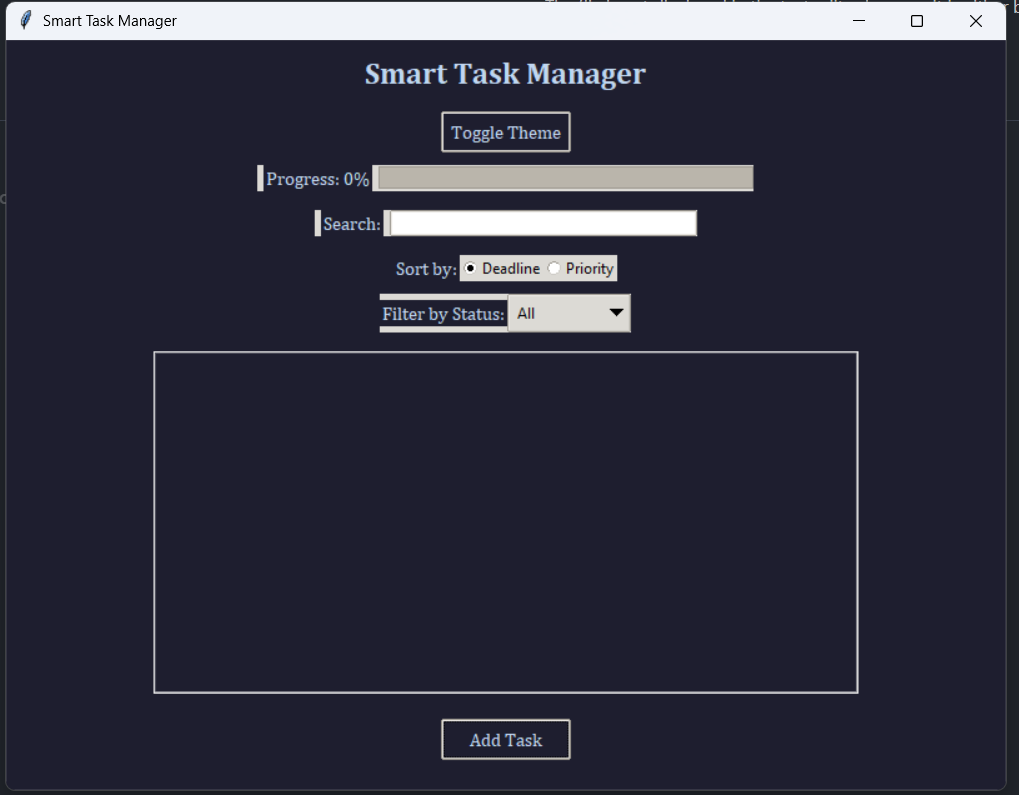 Smart Task Manager
Smart Task Manager
Toggle Theme
Progress: 0%
Search:
Sort by: Deadline Priority
Filter by Status: All
Add Task